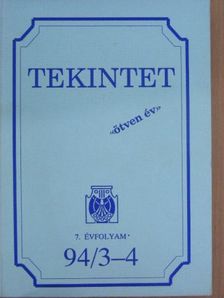 TEKINTET
„ötven év”
7. ÉVFOLYAM
94/3–4